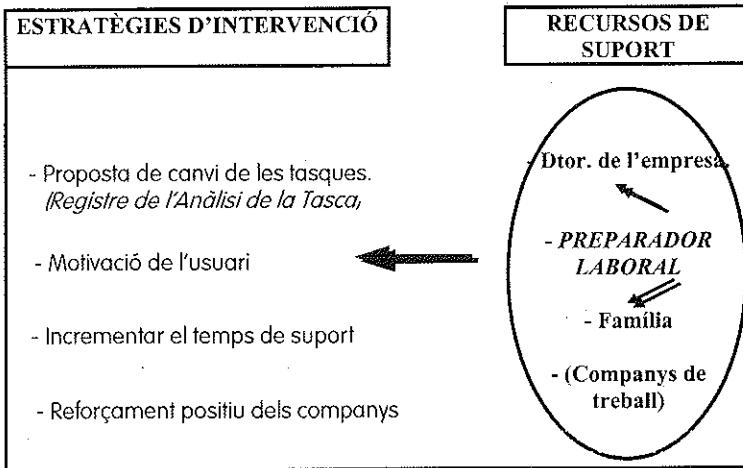 ESTRATÈGIES D'INTERVENCIÓ
RECURSOS DE
SUPORT
- Proposta de canvi de les tasques.
(Registre de l'Anàlisi de la Tasca)
- Motivació de l'usuari
- Incrementar el temps de suport
- Reforçament positiu dels companys
- Dtor. de l'empresa.
- PREPARADOR
LABORAL
- Família
- (Companys de
treball)